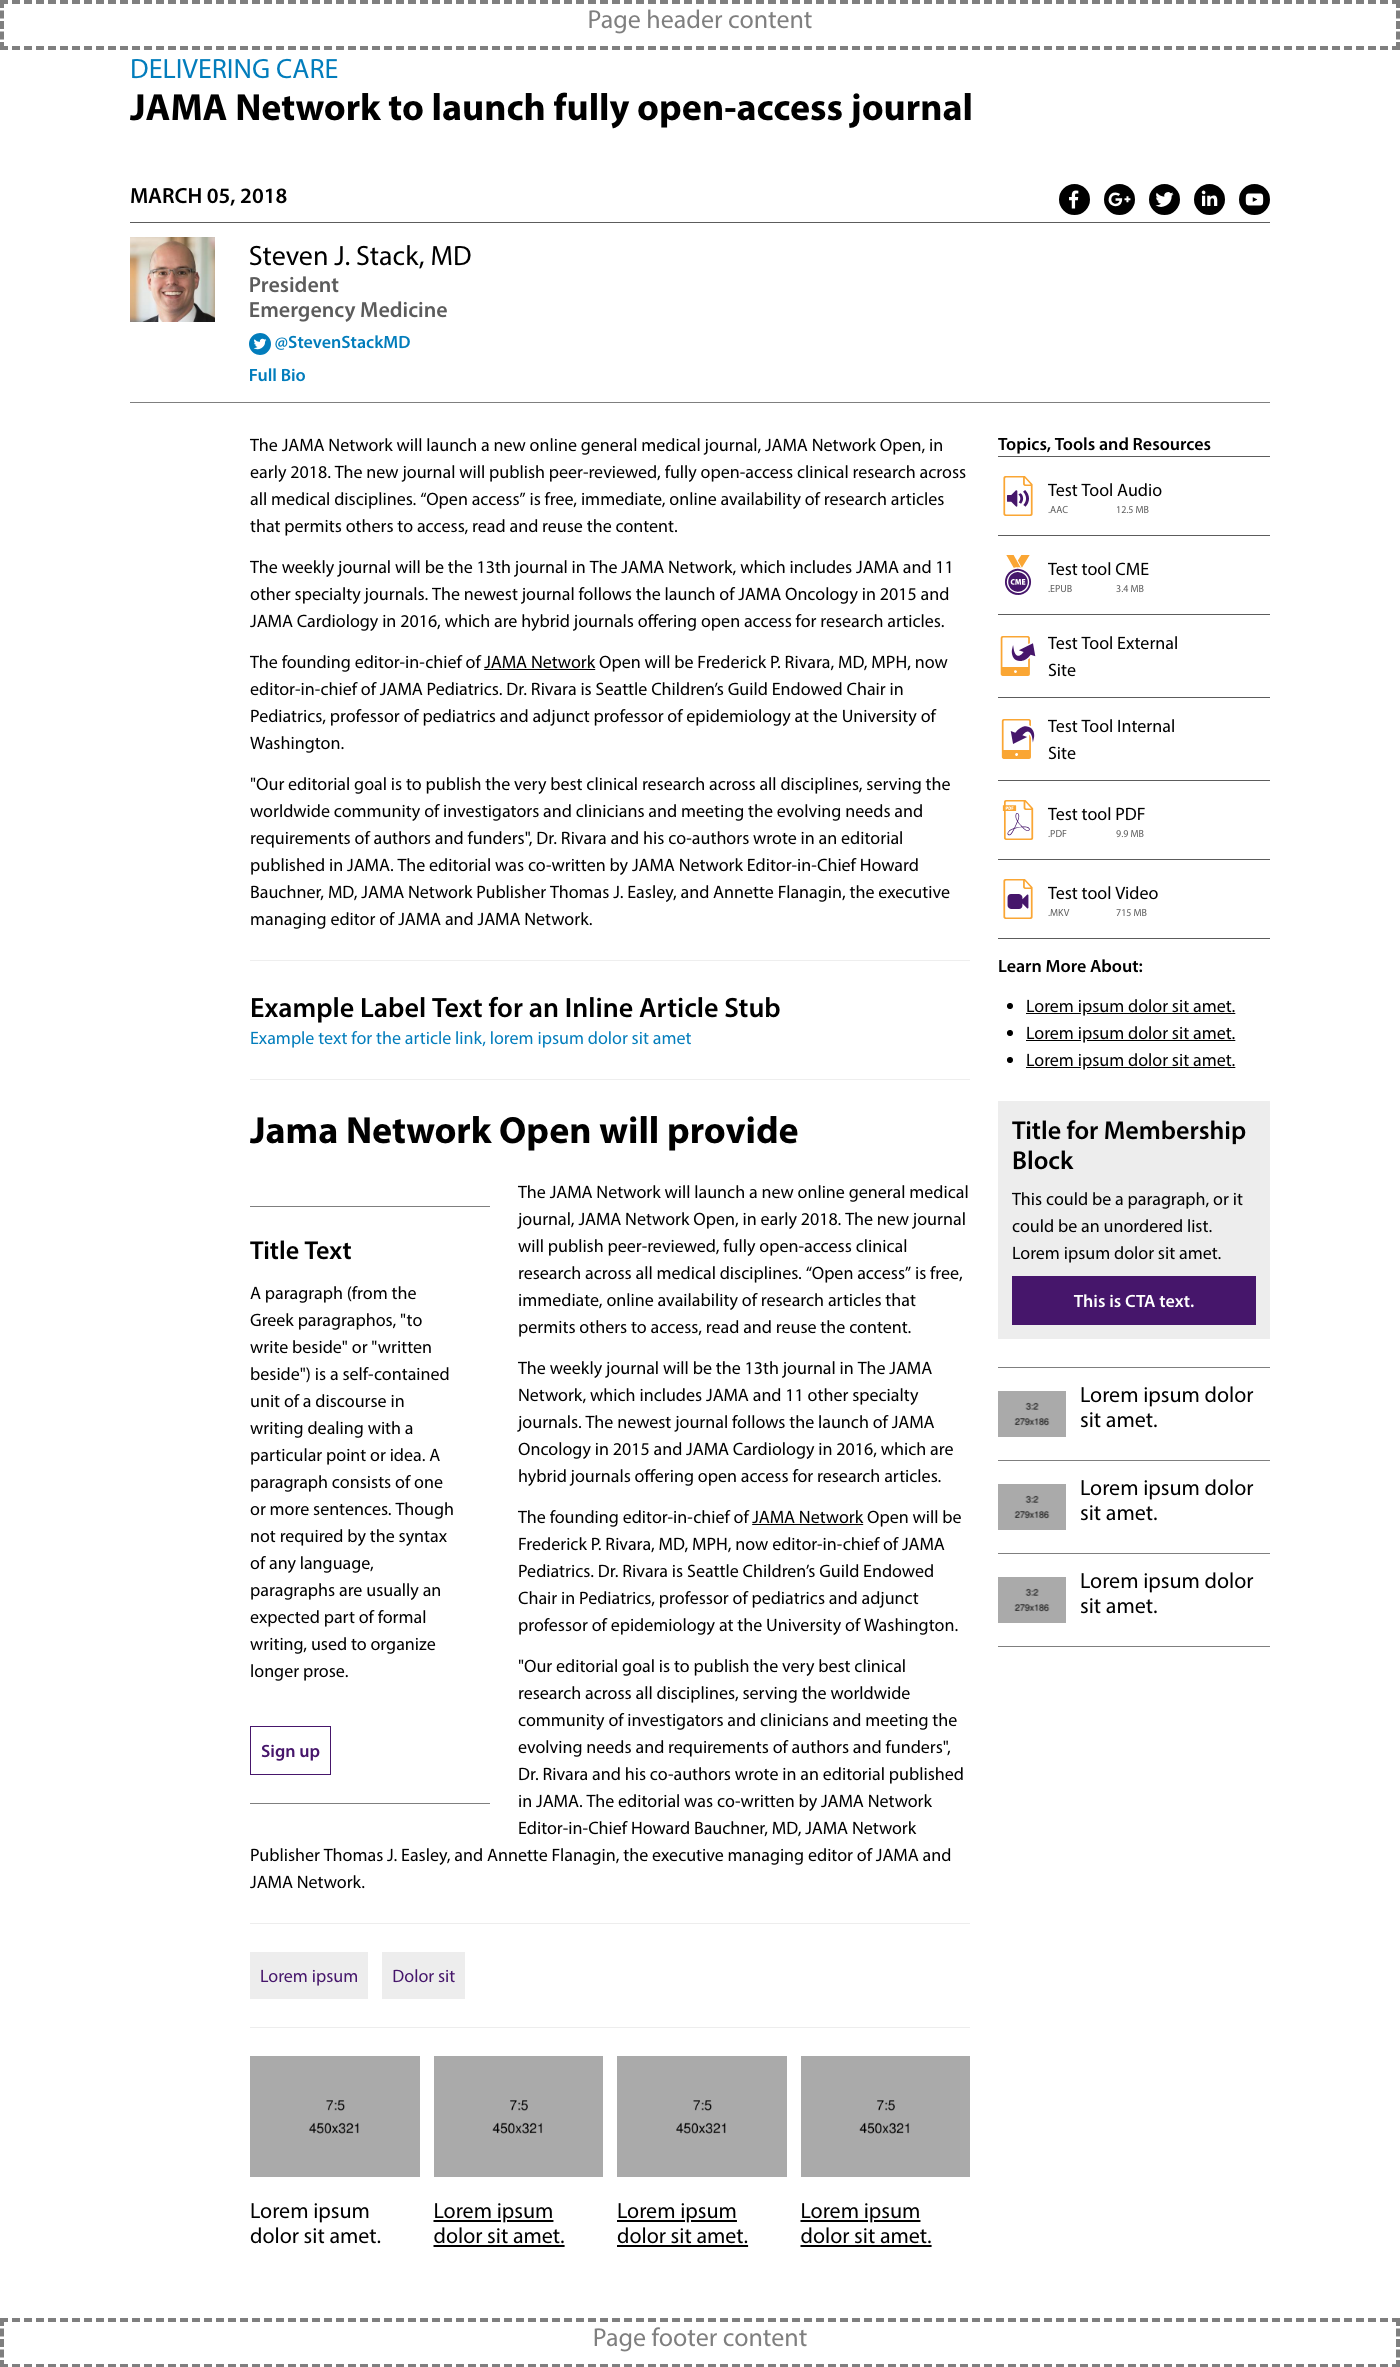 Page header content
DELIVERING CARE
JAMA Network to launch fully open-access journal
MARCH 05, 2018
Steven J. Stack, MD
President
Emergency Medicine
@StevenStackMD
Full Bio
The JAMA Network will launch a new online general medical journal, JAMA Network Open, in
early 2018. The new journal will publish peer-reviewed, fully open-access clinical research across
all medical disciplines. “Open access” is free, immediate, online availability of research articles
that permits others to access, read and reuse the content.
The weekly journal will be the 13th journal in The JAMA Network, which includes JAMA and 11
other specialty journals. The newest journal follows the launch of JAMA Oncology in 2015 and
JAMA Cardiology in 2016, which are hybrid journals offering open access for research articles.
The founding editor-in-chief of JAMA Network Open will be Frederick P. Rivara, MD, MPH, now
editor-in-chief of JAMA Pediatrics. Dr. Rivara is Seattle Children’s Guild Endowed Chair in
Pediatrics, professor of pediatrics and adjunct professor of epidemiology at the University of
Washington.
"Our editorial goal is to publish the very best clinical research across all disciplines, serving the
worldwide community of investigators and clinicians and meeting the evolving needs and
requirements of authors and funders", Dr. Rivara and his co-authors wrote in an editorial
published in JAMA. The editorial was co-written by JAMA Network Editor-in-Chief Howard
Bauchner, MD, JAMA Network Publisher Thomas J. Easley, and Annette Flanagin, the executive
managing editor of JAMA and JAMA Network.
Example Label Text for an Inline Article Stub
Example text for the article link, lorem ipsum dolor sit amet
Jama Network Open will provide
Title Text
A paragraph (from the
Greek paragraphos, "to
write beside" or "written
beside") is a self-contained
unit of a discourse in
writing dealing with a
particular point or idea. A
paragraph consists of one
or more sentences. Though
not required by the syntax
of any language,
paragraphs are usually an
expected part of formal
writing, used to organize
longer prose.
Sign up
The JAMA Network will launch a new online general medical
journal, JAMA Network Open, in early 2018. The new journal
will publish peer-reviewed, fully open-access clinical
research across all medical disciplines. “Open access” is free,
immediate, online availability of research articles that
permits others to access, read and reuse the content.
The weekly journal will be the 13th journal in The JAMA
Network, which includes JAMA and 11 other specialty
journals. The newest journal follows the launch of JAMA
Oncology in 2015 and JAMA Cardiology in 2016, which are
hybrid journals offering open access for research articles.
The founding editor-in-chief of JAMA Network Open will be
Frederick P. Rivara, MD, MPH, now editor-in-chief of JAMA
Pediatrics. Dr. Rivara is Seattle Children’s Guild Endowed
Chair in Pediatrics, professor of pediatrics and adjunct
professor of epidemiology at the University of Washington.
"Our editorial goal is to publish the very best clinical
research across all disciplines, serving the worldwide
community of investigators and clinicians and meeting the
evolving needs and requirements of authors and funders",
Dr. Rivara and his co-authors wrote in an editorial published
in JAMA. The editorial was co-written by JAMA Network
Editor-in-Chief Howard Bauchner, MD, JAMA Network
Publisher Thomas J. Easley, and Annette Flanagin, the executive managing editor of JAMA and
JAMA Network.
Lorem ipsum
Dolor sit
7:5
450x321
Lorem ipsum
dolor sit amet.
7:5
450x321
Lorem ipsum
dolor sit amet.
7:5
450x321
Lorem ipsum
dolor sit amet.
7:5
450x321
Lorem ipsum
dolor sit amet.
Topics, Tools and Resources
Test Tool Audio
.AAC 12.5 MB
CME
Test tool CME
.EPUB 3.4 MB
Test Tool External
Site
Test Tool Internal
Site
PDF
Test tool PDF
.PDF 9.9 MB
Test tool Video
.MKV 715 MB
Learn More About:
Lorem ipsum dolor sit amet.
Lorem ipsum dolor sit amet.
Lorem ipsum dolor sit amet.
Title for Membership
Block
This could be a paragraph, or it
could be an unordered list.
Lorem ipsum dolor sit amet.
This is CTA text.
3:2
279x186
Lorem ipsum dolor
sit amet.
3:2
279x186
Lorem ipsum dolor
sit amet.
3:2
279x186
Lorem ipsum dolor
sit amet.
Page footer content